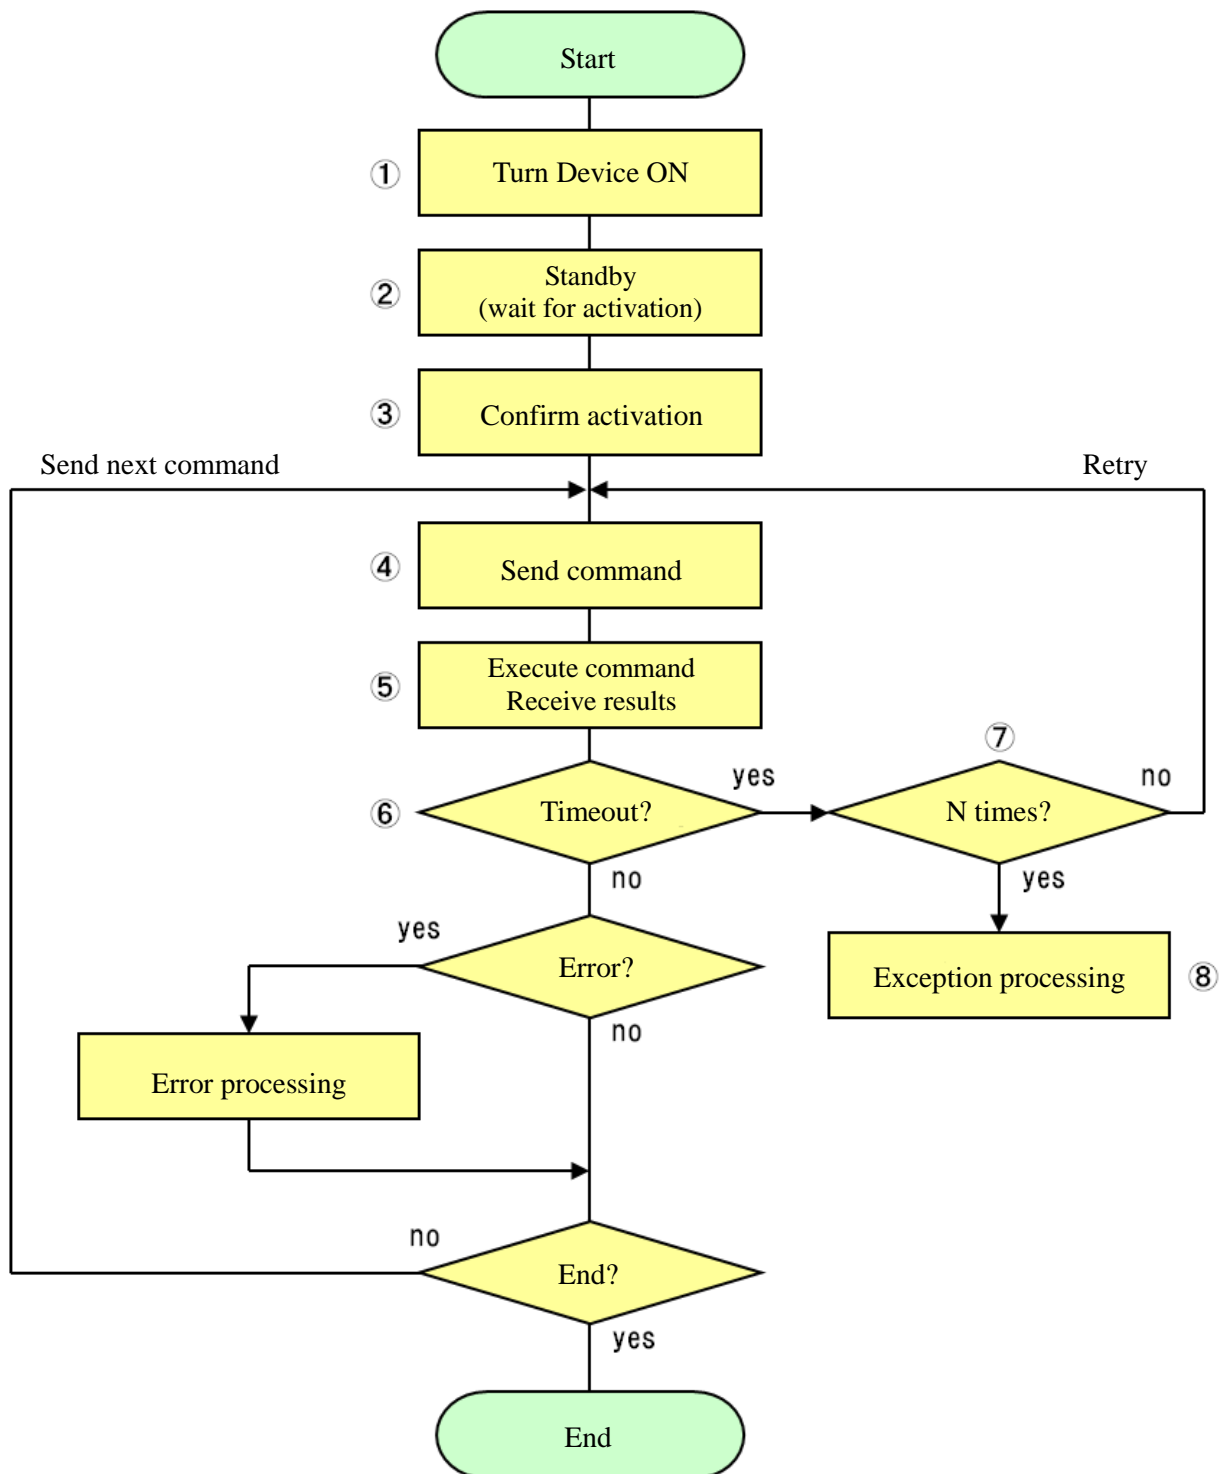 Start
① Turn Device ON
② Standby
(wait for activation)
③ Confirm activation
Send next command
Retry
④ Send command
⑤ Execute command
Receive results
⑥ Timeout?
yes
⑦
N times?
no
no
yes
yes
Error?
Exception processing ⑧
no
Error processing
no
End?
yes
End